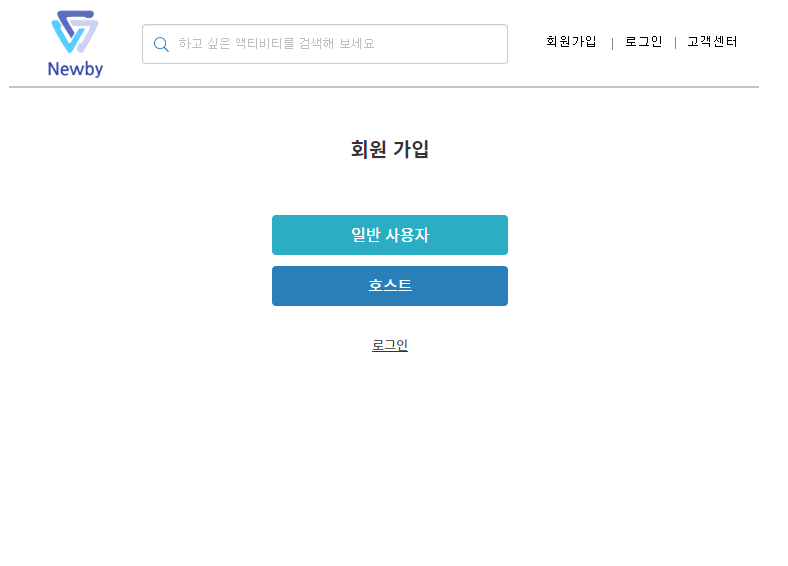 Newby
하고 싶은 액티비티를 검색해 보세요
회원가입 | 로그인 | 고객센터
회원 가입
일반 사용자
호스트
로그인